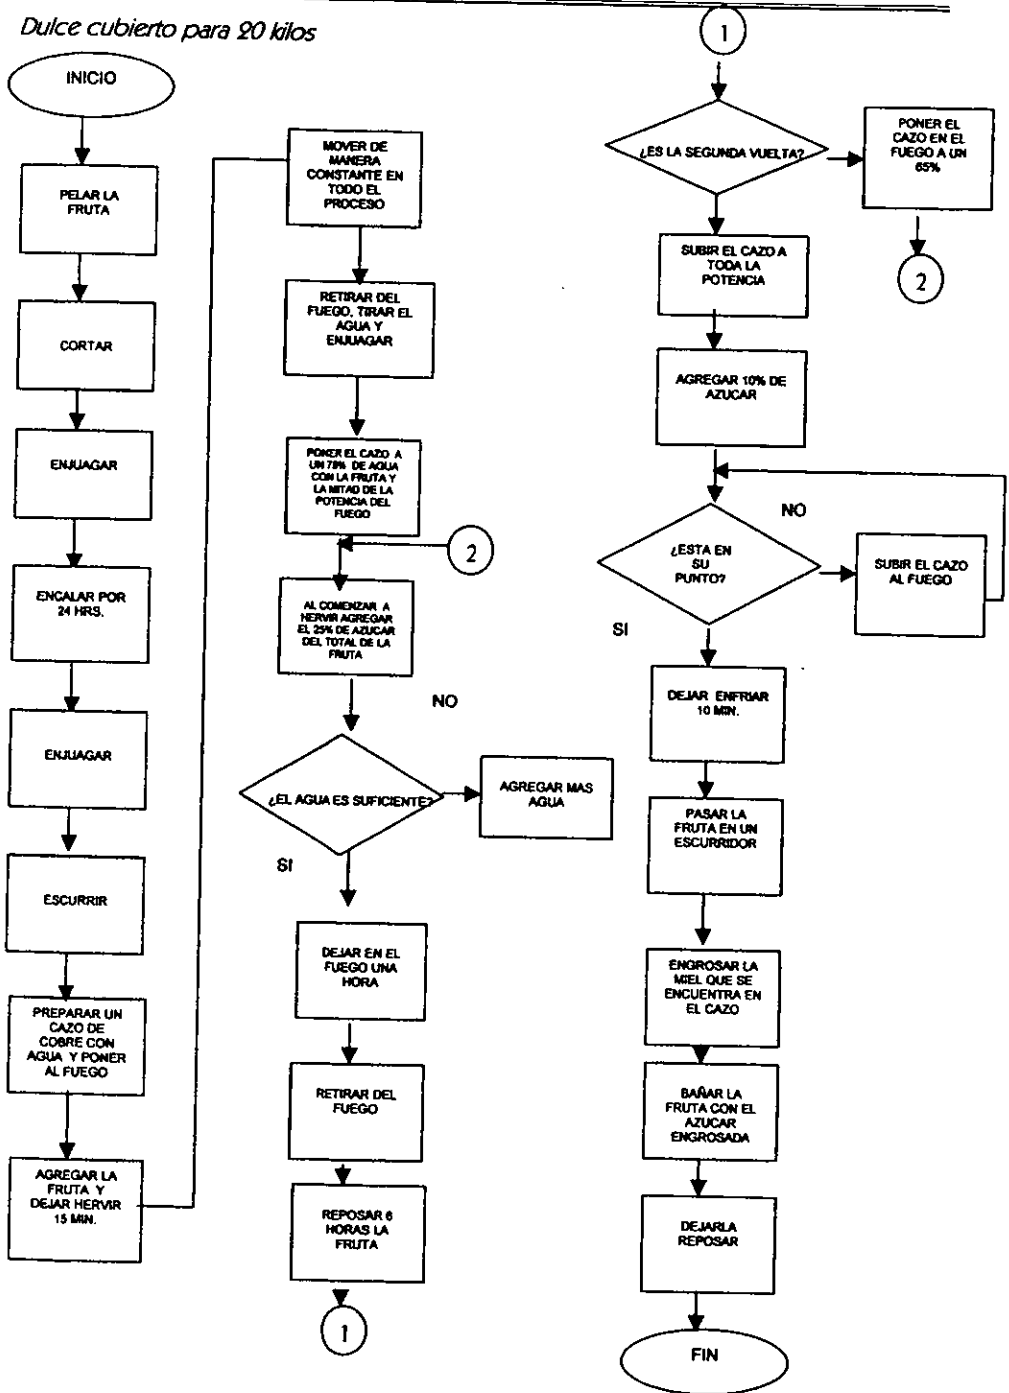 Dulce cubierto para 20 kilos
INICIO
PELAR LA
FRUTA
CORTAR
ENJUAGAR
ENCALAR POR
24 HRS.
ENJUAGAR
ESCURRIR
PREPARAR UN
CAZO DE
COBRE CON
AGUA Y PONER
AL FUEGO
AGREGAR LA
FRUTA Y
DEJAR HERVIR
15 MIN.
MOVER DE
MANERA
CONSTANTE EN
TODO EL
PROCESO
RETIRAR DEL
FUEGO, TIRAR EL
AGUA Y
ENJUAGAR
PONER EL CAZO A
UN 75% DE AGUA
CON LA FRUTA Y
LA MITAD DE LA
POTENCIA DEL
FUEGO
2
AL COMENZAR A
HERVIR AGREGAR
EL 25% DE AZUCAR
DEL TOTAL DE LA
FRUTA
NO
¿EL AGUA ES SUFICIENTE?
AGREGAR MAS
AGUA
SI
DEJAR EN EL
FUEGO UNA
HORA
RETIRAR DEL
FUEGO
REPOSAR 6
HORAS LA
FRUTA
1
1
¿ES LA SEGUNDA VUELTA?
PONER EL
CAZO EN EL
FUEGO A UN
65%
2
SUBIR EL CAZO A
TODA LA
POTENCIA
AGREGAR 10% DE
AZUCAR
NO
¿ESTA EN
SU
PUNTO?
SUBIR EL CAZO
AL FUEGO
SI
DEJAR ENFRIAR
10 MIN.
PASAR LA
FRUTA EN UN
ESCURRIDOR
ENGROSAR LA
MIEL QUE SE
ENCUENTRA EN
EL CAZO
BAÑAR LA
FRUTA CON EL
AZUCAR
ENGROSADA
DEJARLA
REPOSAR
FIN